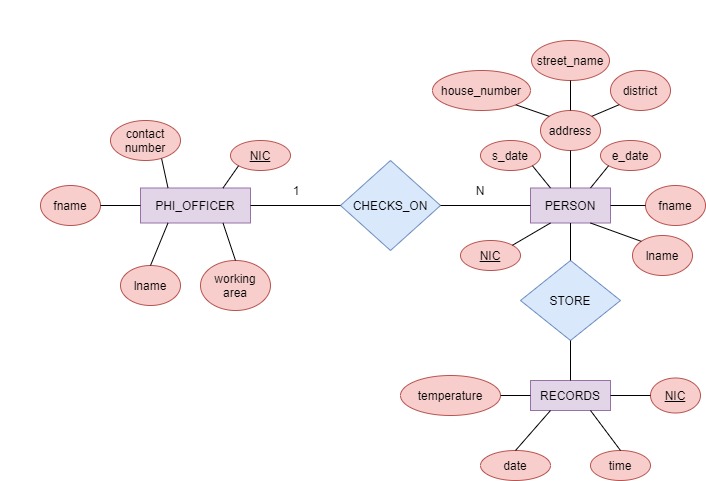 street_name
house_number
district
address
contact
number
NIC
s_date
e_date
fname
PHI_OFFICER
1
CHECKS_ON
N
PERSON
fname
lname
working
area
NIC
lname
STORE
temperature
RECORDS
NIC
date
time